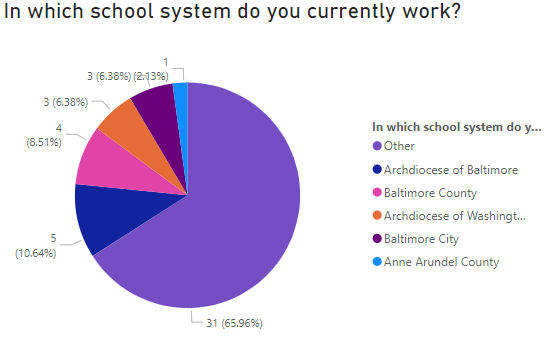 In which school system do you currently work?
1
(2.13%)
3 (6.38%)
3 (6.38%)
4
(8.51%)
5
(10.64%)
31 (65.96%)
In which school system do y...
Other
Archdiocese of Baltimore
Baltimore County
Archdiocese of Washingt...
Baltimore City
Anne Arundel County